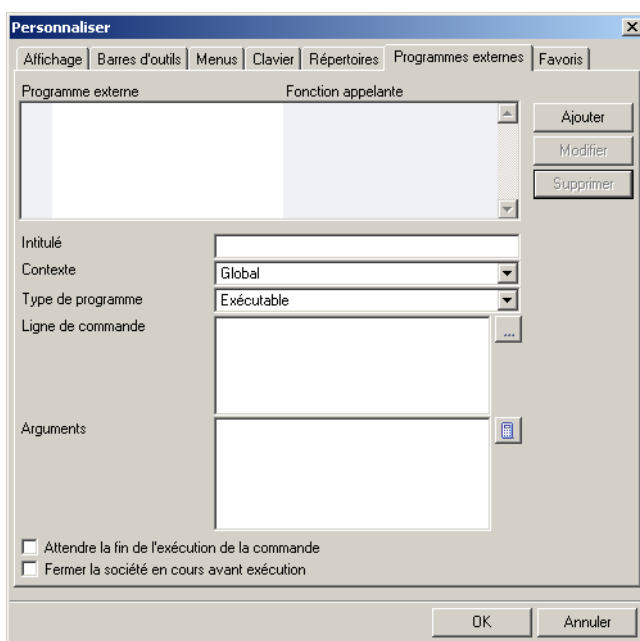 Personnaliser
Affichage Barres d'outils Menus Clavier Répertoires Programmes externes Favoris
Programme externe Fonction appelante
Ajouter
Modifier
Supprimer
Intitulé
Contexte Global
Type de programme Exécutable
Ligne de commande ...
Arguments
Attendre la fin de l'exécution de la commande
Fermer la société en cours avant exécution
OK Annuler